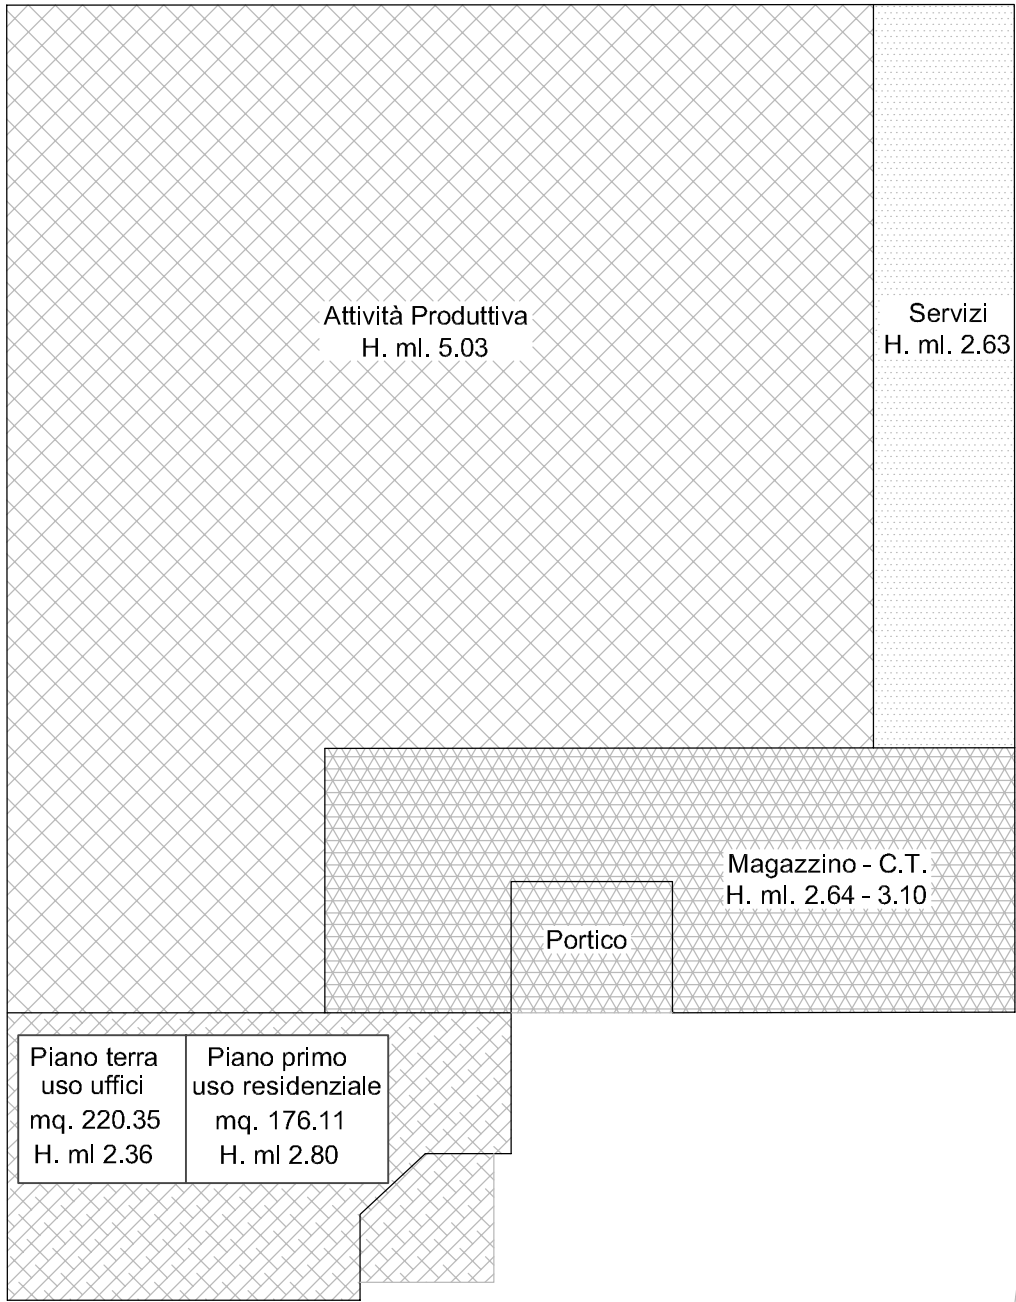 Attività Produttiva
H. ml. 5.03
Servizi
H. ml. 2.63
Magazzino - C.T.
H. ml. 2.64 - 3.10
Portico
Piano terra
uso uffici
mq. 220.35
H. ml 2.36
Piano primo
uso residenziale
mq. 176.11
H. ml 2.80